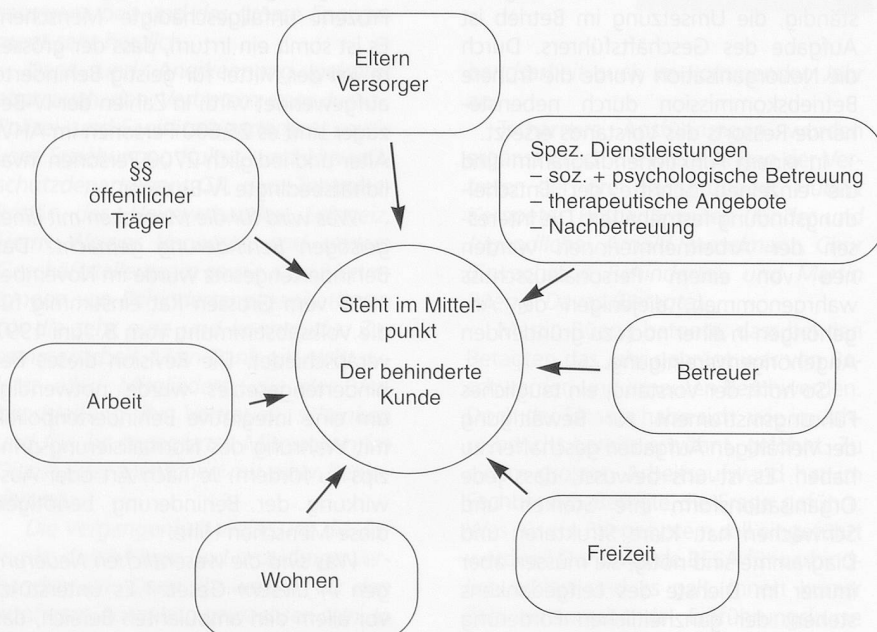 Eltern
Versorger
§§
öffentlicher
Träger
Spez. Dienstleistungen
– soz. + psychologische Betreuung
– therapeutische Angebote
– Nachbetreuung
Steht im Mittel-
punkt
Der behinderte
Kunde
Betreuer
Arbeit
Freizeit
Wohnen